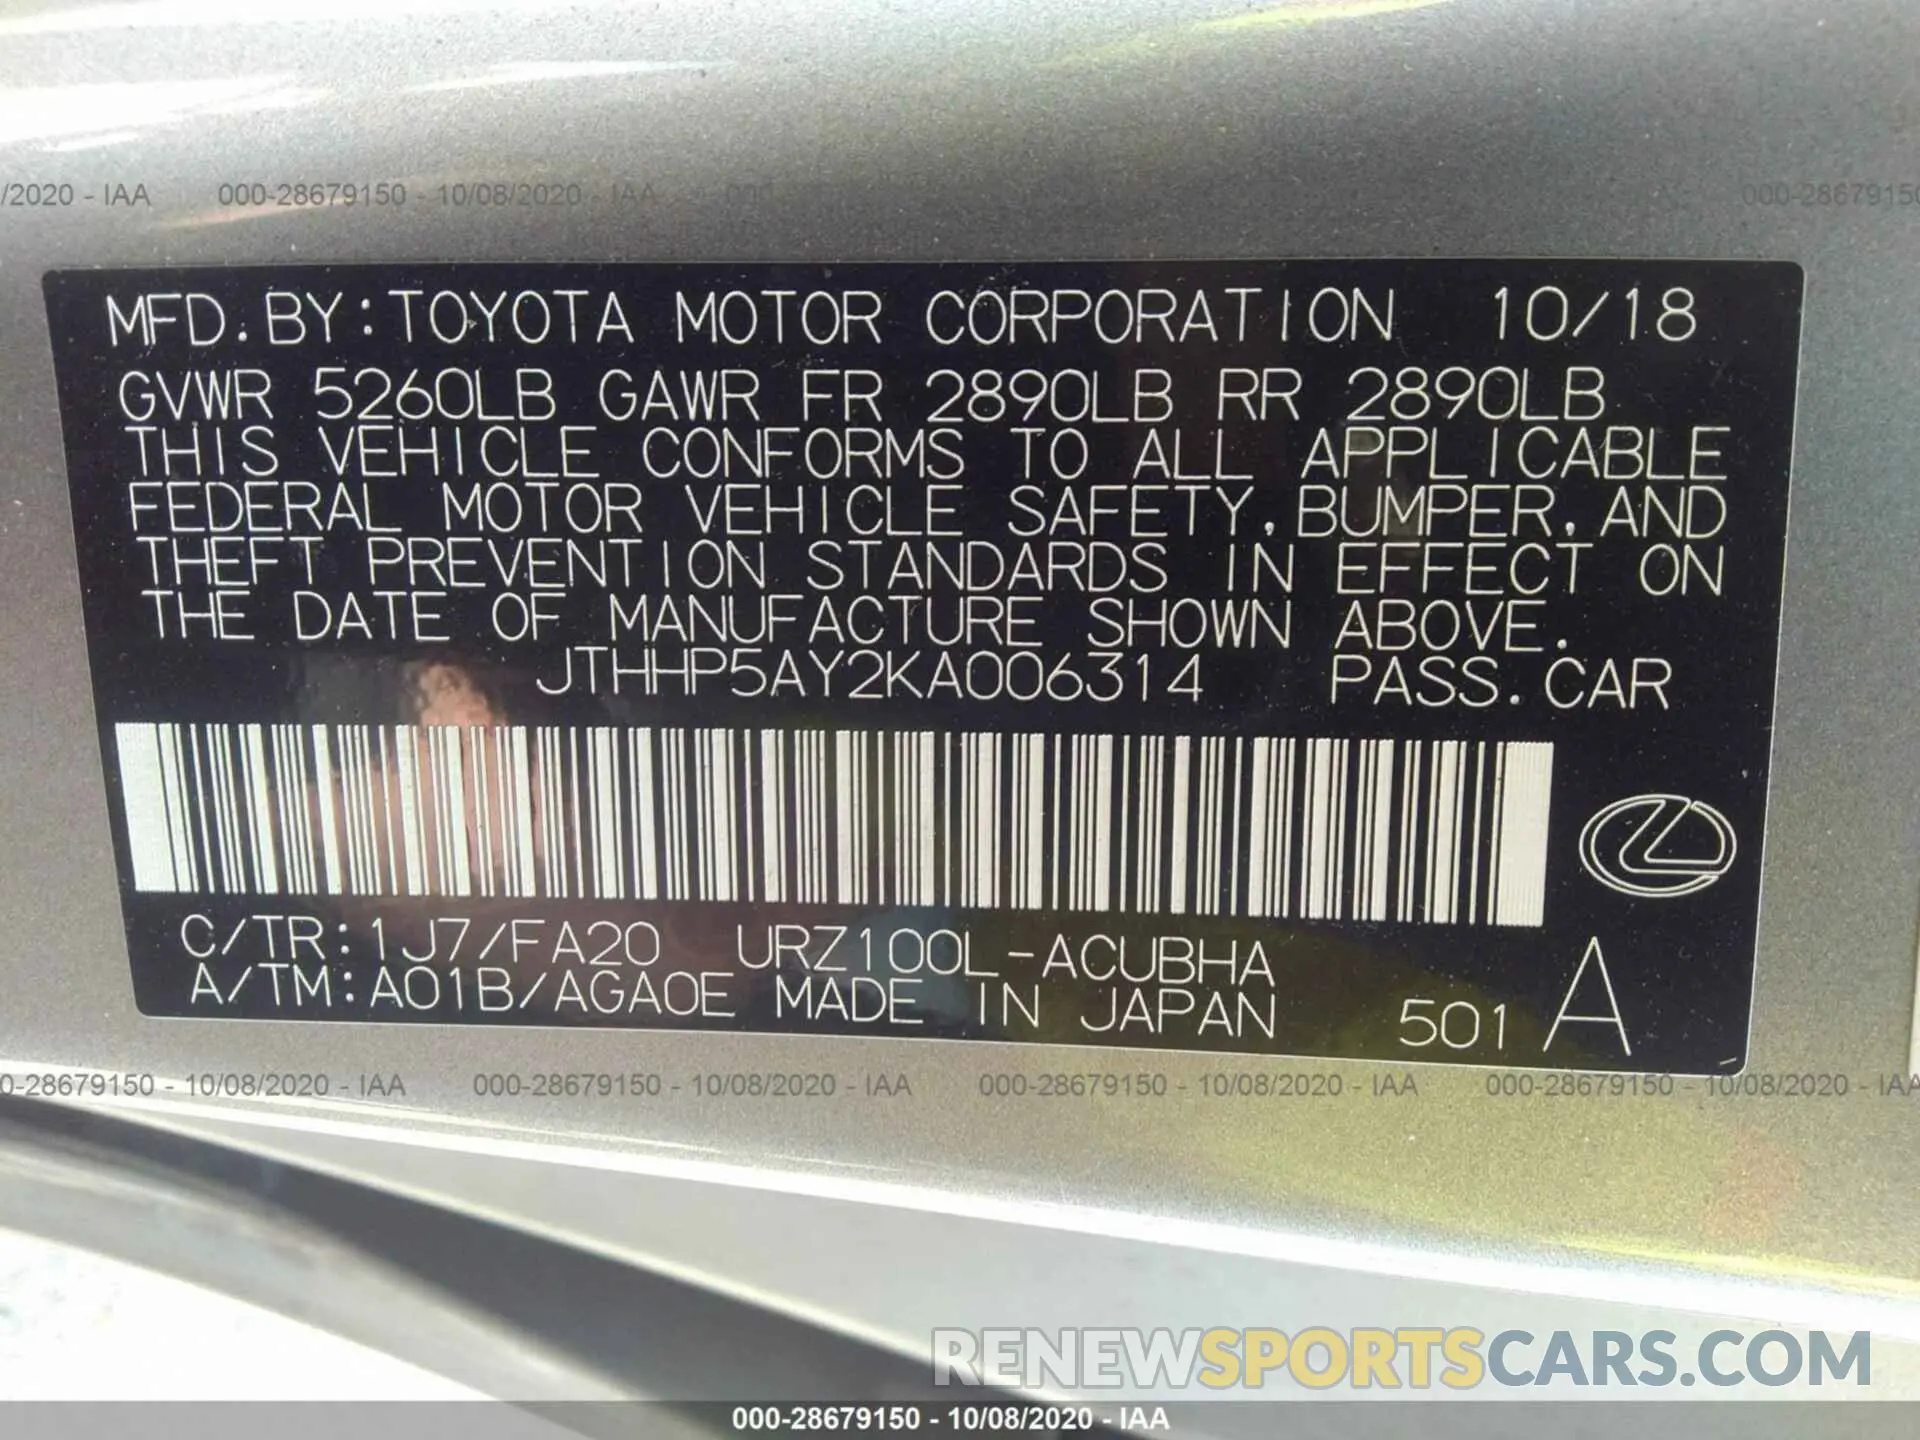 /2020 - IAA 000-28679150 - 10/08/2020 - IAA 000-28679150
MFD. BY: TOYOTA MOTOR CORPORATION 10/18
GVWR 5260LB GAWR FR 2890LB RR 2890LB
THIS VEHICLE CONFORMS TO ALL APPLICABLE
FEDERAL MOTOR VEHICLE SAFETY, BUMPER, AND
THEFT PREVENTION STANDARDS IN EFFECT ON
THE DATE OF MANUFACTURE SHOWN ABOVE.
JTHHP5AY2KA006314 PASS. CAR
C/TR: 1J7/FA20 URZ100L-ACUBHA
A/TM: A01B/AGA0E MADE IN JAPAN 501 A
0-28679150 - 10/08/2020 - IAA 000-28679150 - 10/08/2020 - IAA 000-28679150 - 10/08/2020 - IAA 000-28679150 - 10/08/2020 - IAA
RENEWSPORTSCARS.COM
000-28679150 - 10/08/2020 - IAA